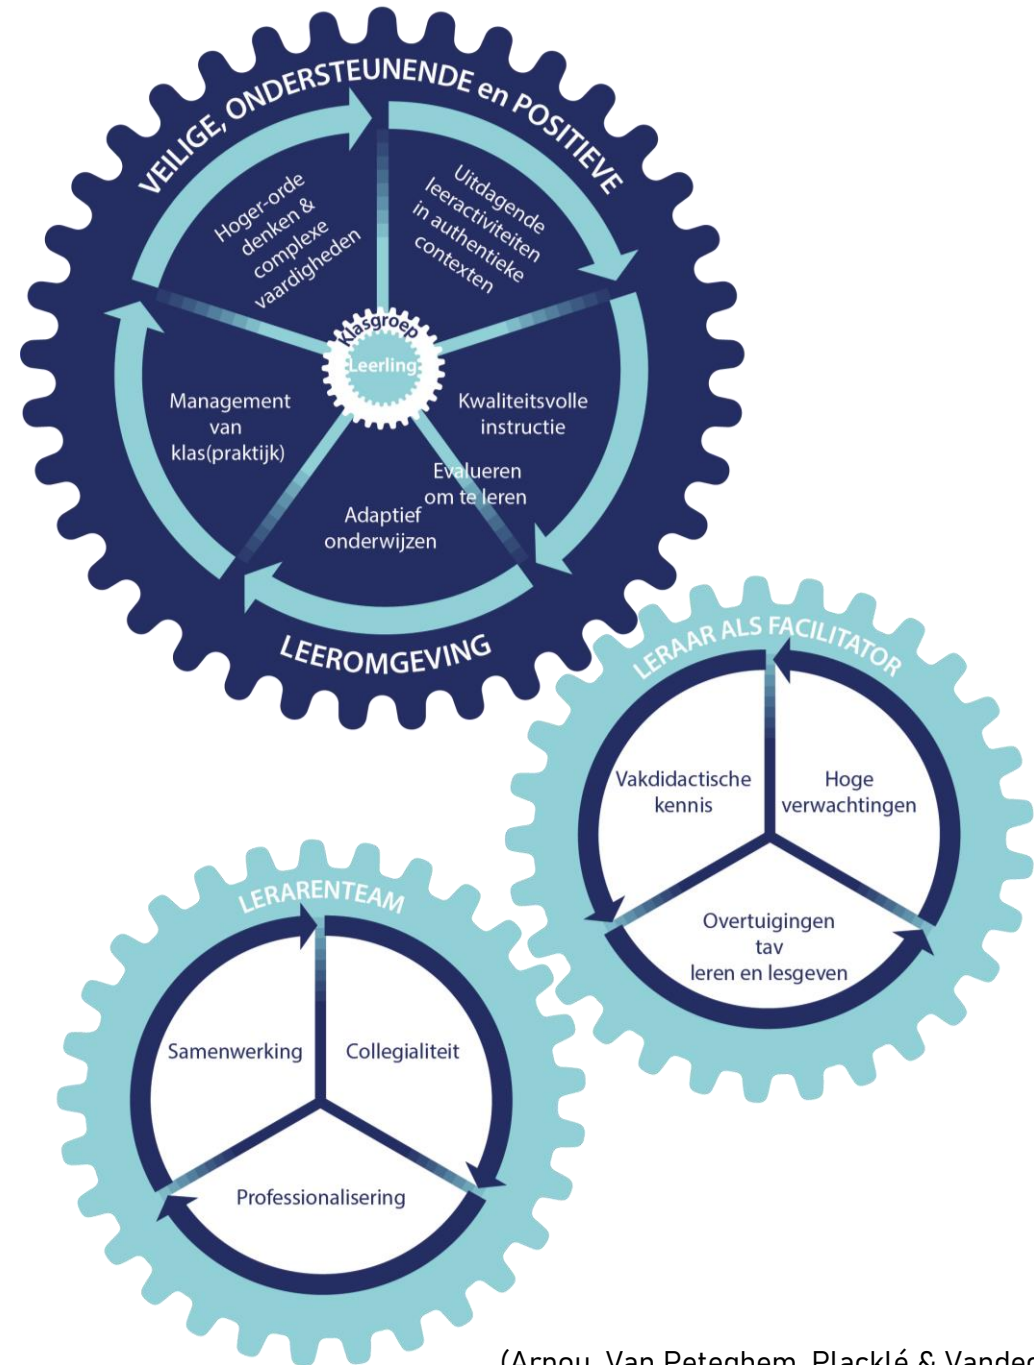 VEILIGE, ONDERSTEUNENDE en POSITIEVE
Hoger-orde
denken &
complexe
vaardigheden
Uitdagende
leeractiviteiten
in authentieke
contexten
Klasgroep
Leerling
Management
van
klas(praktijk)
Kwaliteitsvolle
instructie
Evalueren
om te leren
Adaptief
onderwijzen
LEEROMGEVING
LERAAR ALS FACILITATOR
Vakdidactische
kennis
Hoge
verwachtingen
Overtuigingen
tav
leren en lesgeven
LERARENTEAM
Samenwerking
Collegialiteit
Professionalisering
(Arnou, Van Peteghem, Placklé &